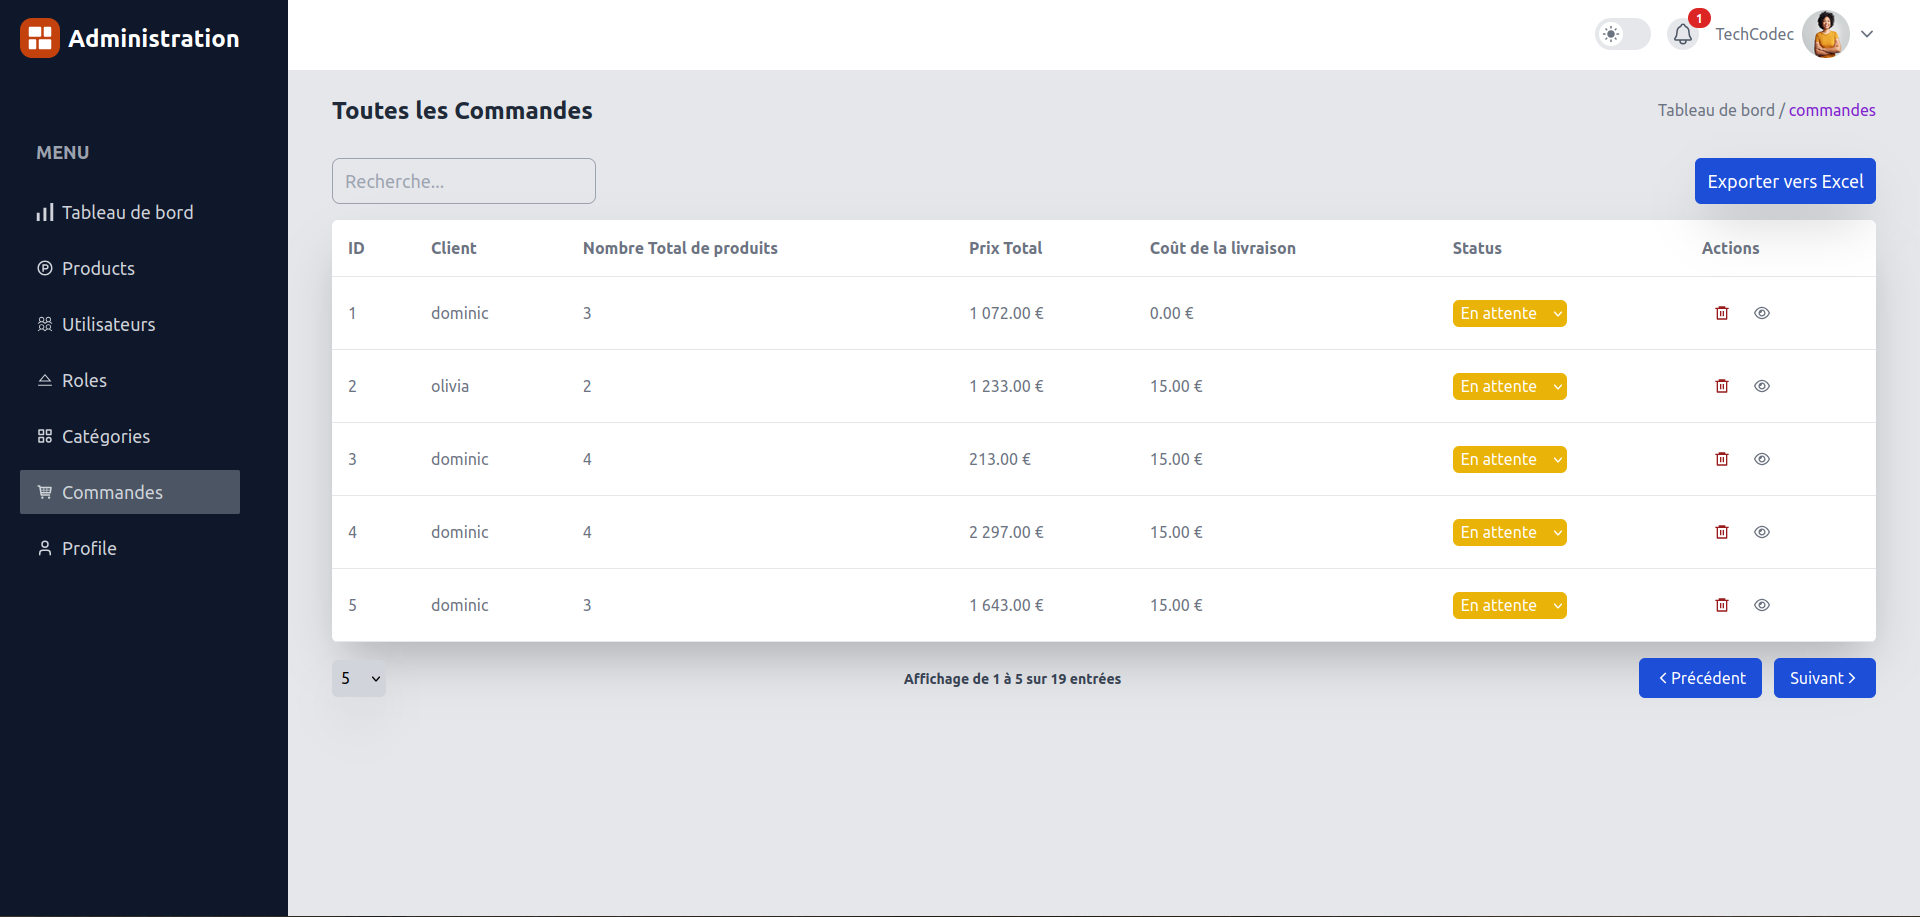 Administration
1
TechCodec
MENU
Tableau de bord
Products
Utilisateurs
Roles
Catégories
Commandes
Profile
Toutes les Commandes
Tableau de bord / commandes
Recherche...
Exporter vers Excel
ID Client Nombre Total de produits Prix Total Coût de la livraison Status Actions
1 dominic 3 1 072.00 € 0.00 € En attente
2 olivia 2 1 233.00 € 15.00 € En attente
3 dominic 4 213.00 € 15.00 € En attente
4 dominic 4 2 297.00 € 15.00 € En attente
5 dominic 3 1 643.00 € 15.00 € En attente
5
Affichage de 1 à 5 sur 19 entrées
Précédent
Suivant